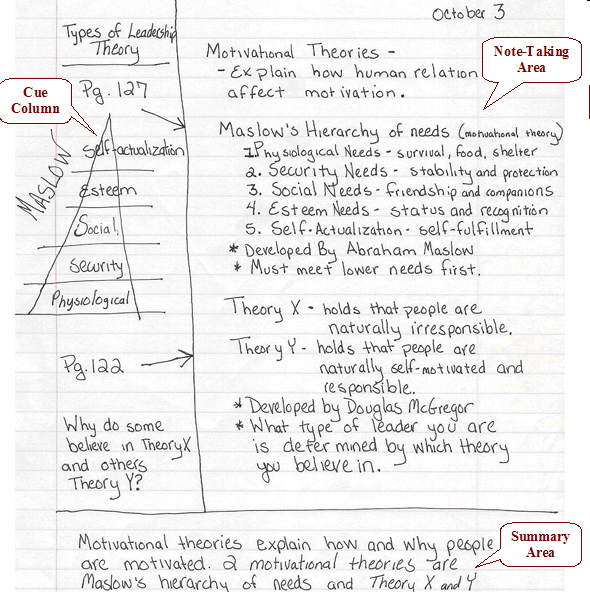 October 3
Types of Leadership
Theory
Pg. 127
Cue
Column
MASLOW
Self-actualization
Esteem
Social
Security
Physiological
Pg. 122
Why do some
believe in Theory X
and others
Theory Y?
Note-Taking
Area
Motivational Theories -
- Explain how human relation
affect motivation.
Maslow's Hierarchy of needs (motivational theory)
1. Physiological Needs - survival, food, shelter
2. Security Needs - stability and protection
3. Social Needs - friendship and companions
4. Esteem Needs - status and recognition
5. Self-Actualization - self-fulfillment
* Developed By Abraham Maslow
* Must meet lower needs first.
Theory X - holds that people are
naturally irresponsible.
Theory Y - holds that people are
naturally self-motivated and
responsible.
* Developed by Douglas McGregor
* What type of leader you are
is determined by which theory
you believe in.
Motivational theories explain how and why people
are motivated. 2 motivational theories are
Maslow's hierarchy of needs and Theory X and Y
Summary
Area